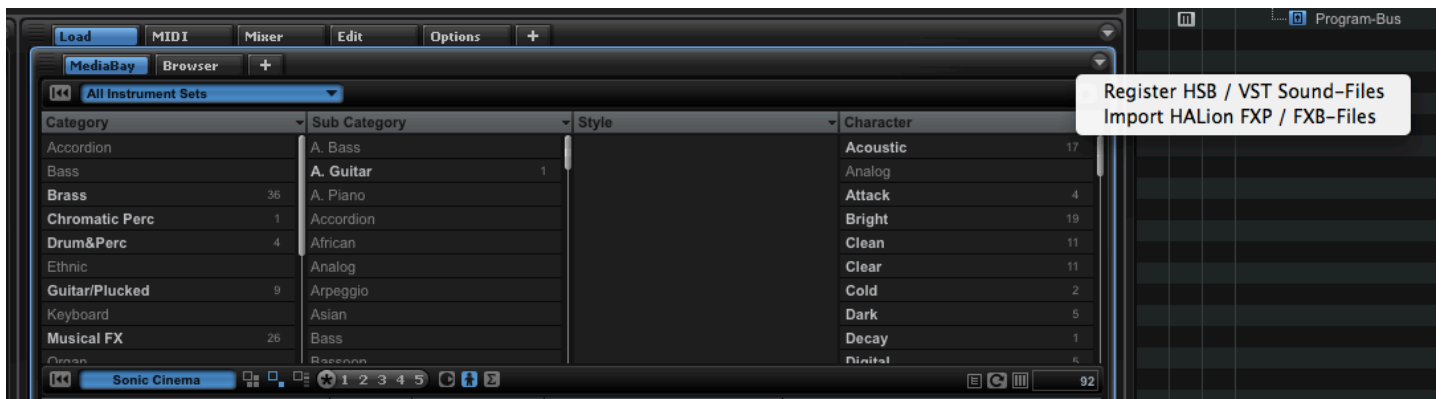 Program-Bus
Load MIDI Mixer Edit Options +
MediaBay Browser +
All Instrument Sets
Register HSB / VST Sound-Files
Import HALion FXP / FXB-Files
Category Sub Category Style Character
Accordion A. Bass Acoustic 17
Bass A. Guitar 1 Analog
Brass 36 A. Piano Attack 4
Chromatic Perc 1 Accordion Bright 19
Drum&Perc 4 African Clean 11
Ethnic Analog Clear 11
Guitar/Plucked 9 Arpeggio Cold 2
Keyboard Asian Dark 5
Musical FX 26 Bass Decay 1
Organ Bassoon Digital 5
Sonic Cinema 1 2 3 4 5 92